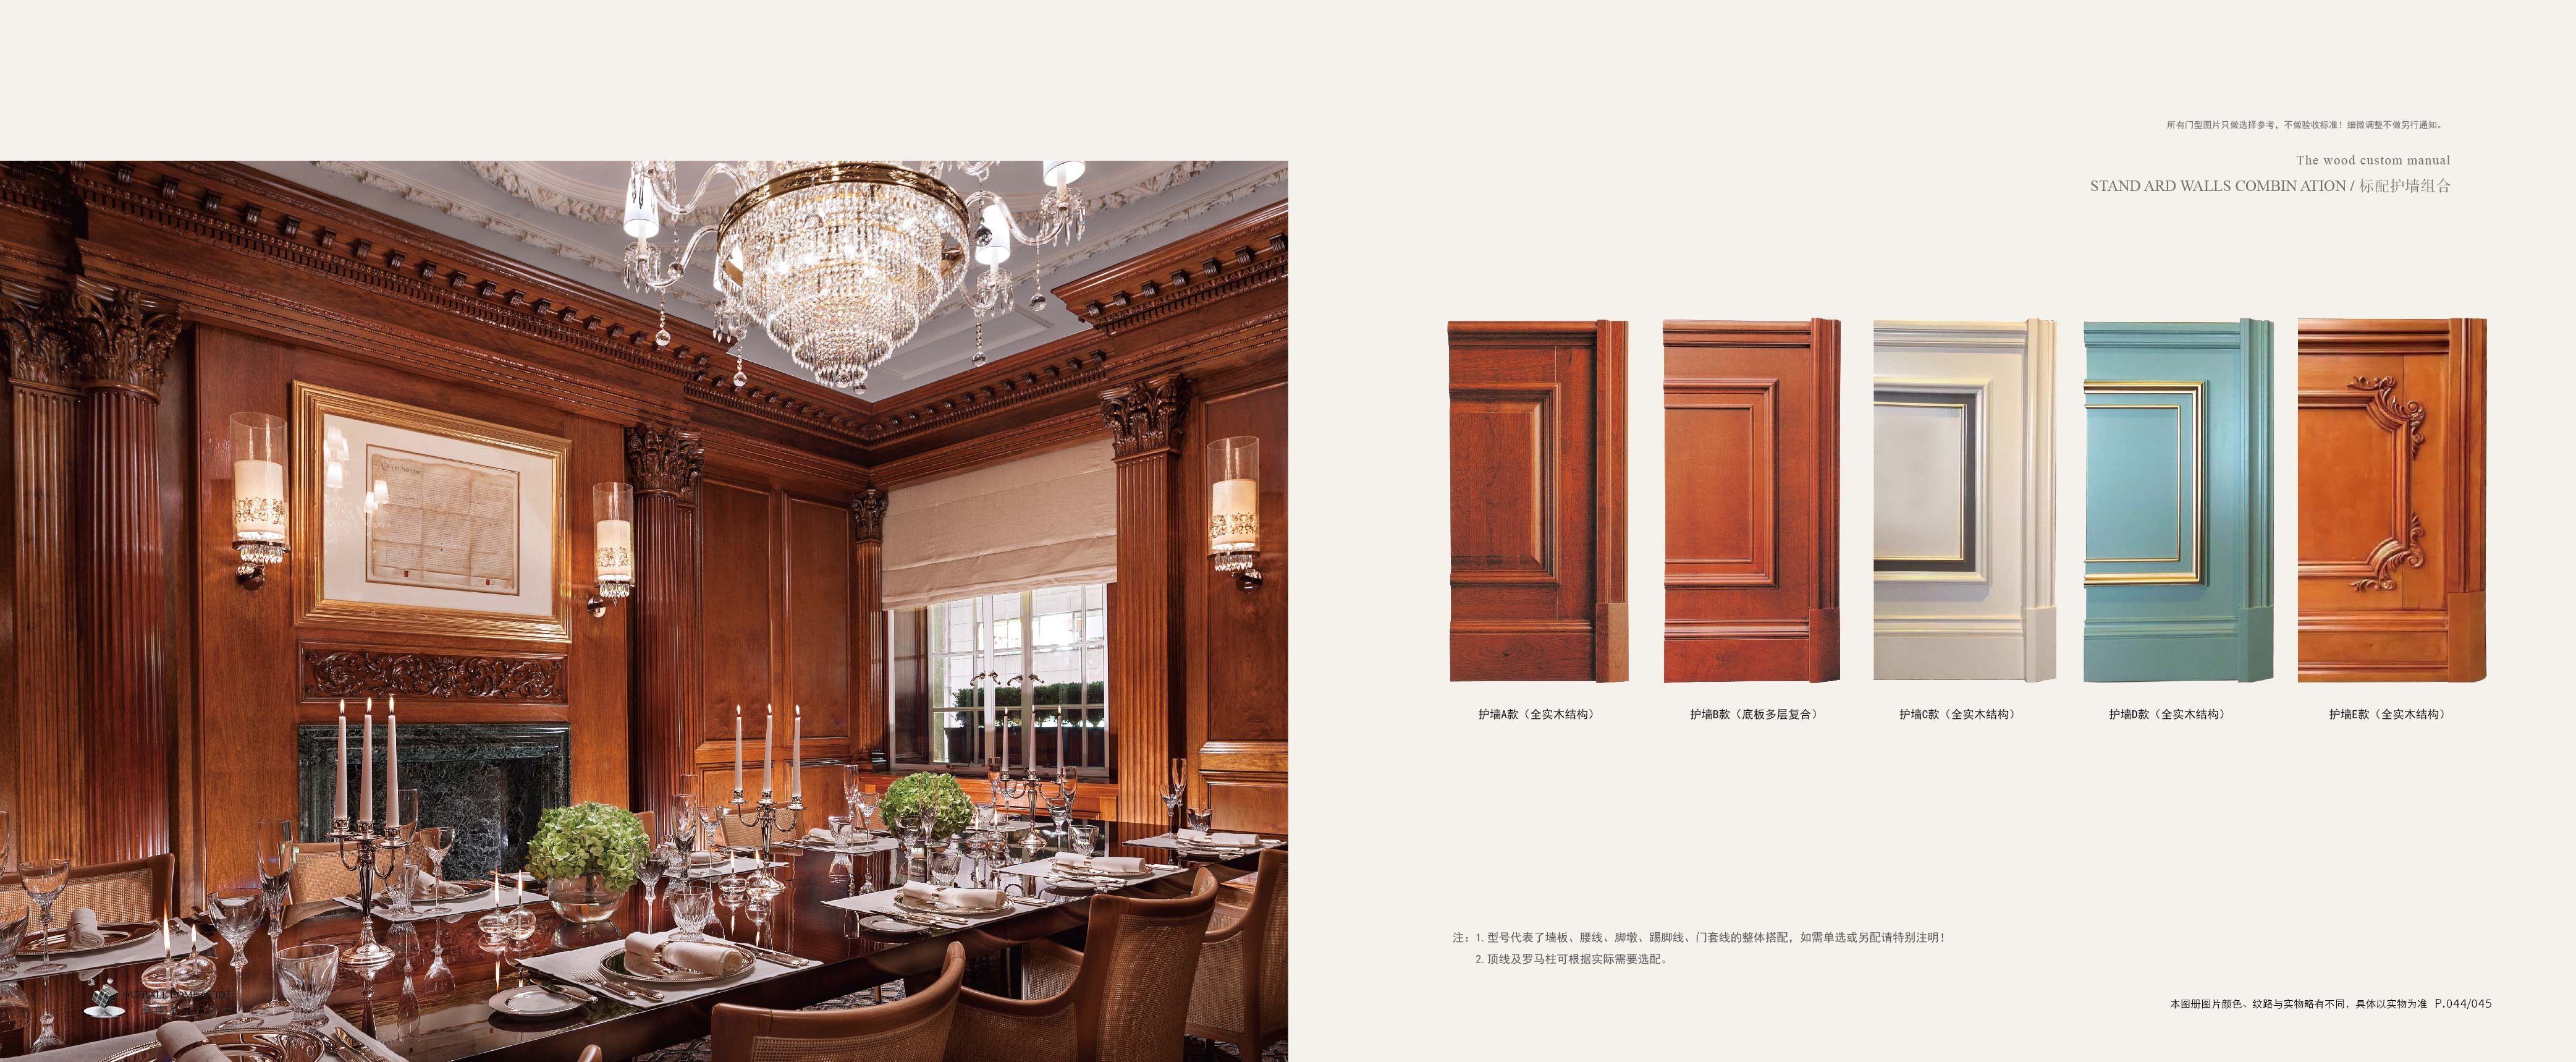 所有门型图片只做选择参考，不做验收标准！细微调整不做另行通知。
The wood custom manual
STAND ARD WALLS COMBIN ATION / 标配护墙组合
护墙A款（全实木结构） 护墙B款（底板多层复合） 护墙C款（全实木结构） 护墙D款（全实木结构） 护墙E款（全实木结构）
注：1. 型号代表了墙板、腰线、脚墩、踢脚线、门套线的整体搭配，如需单选或另配请特别注明！
2. 顶线及罗马柱可根据实际需要选配。
本图册图片颜色、纹路与实物略有不同，具体以实物为准 P.044/045